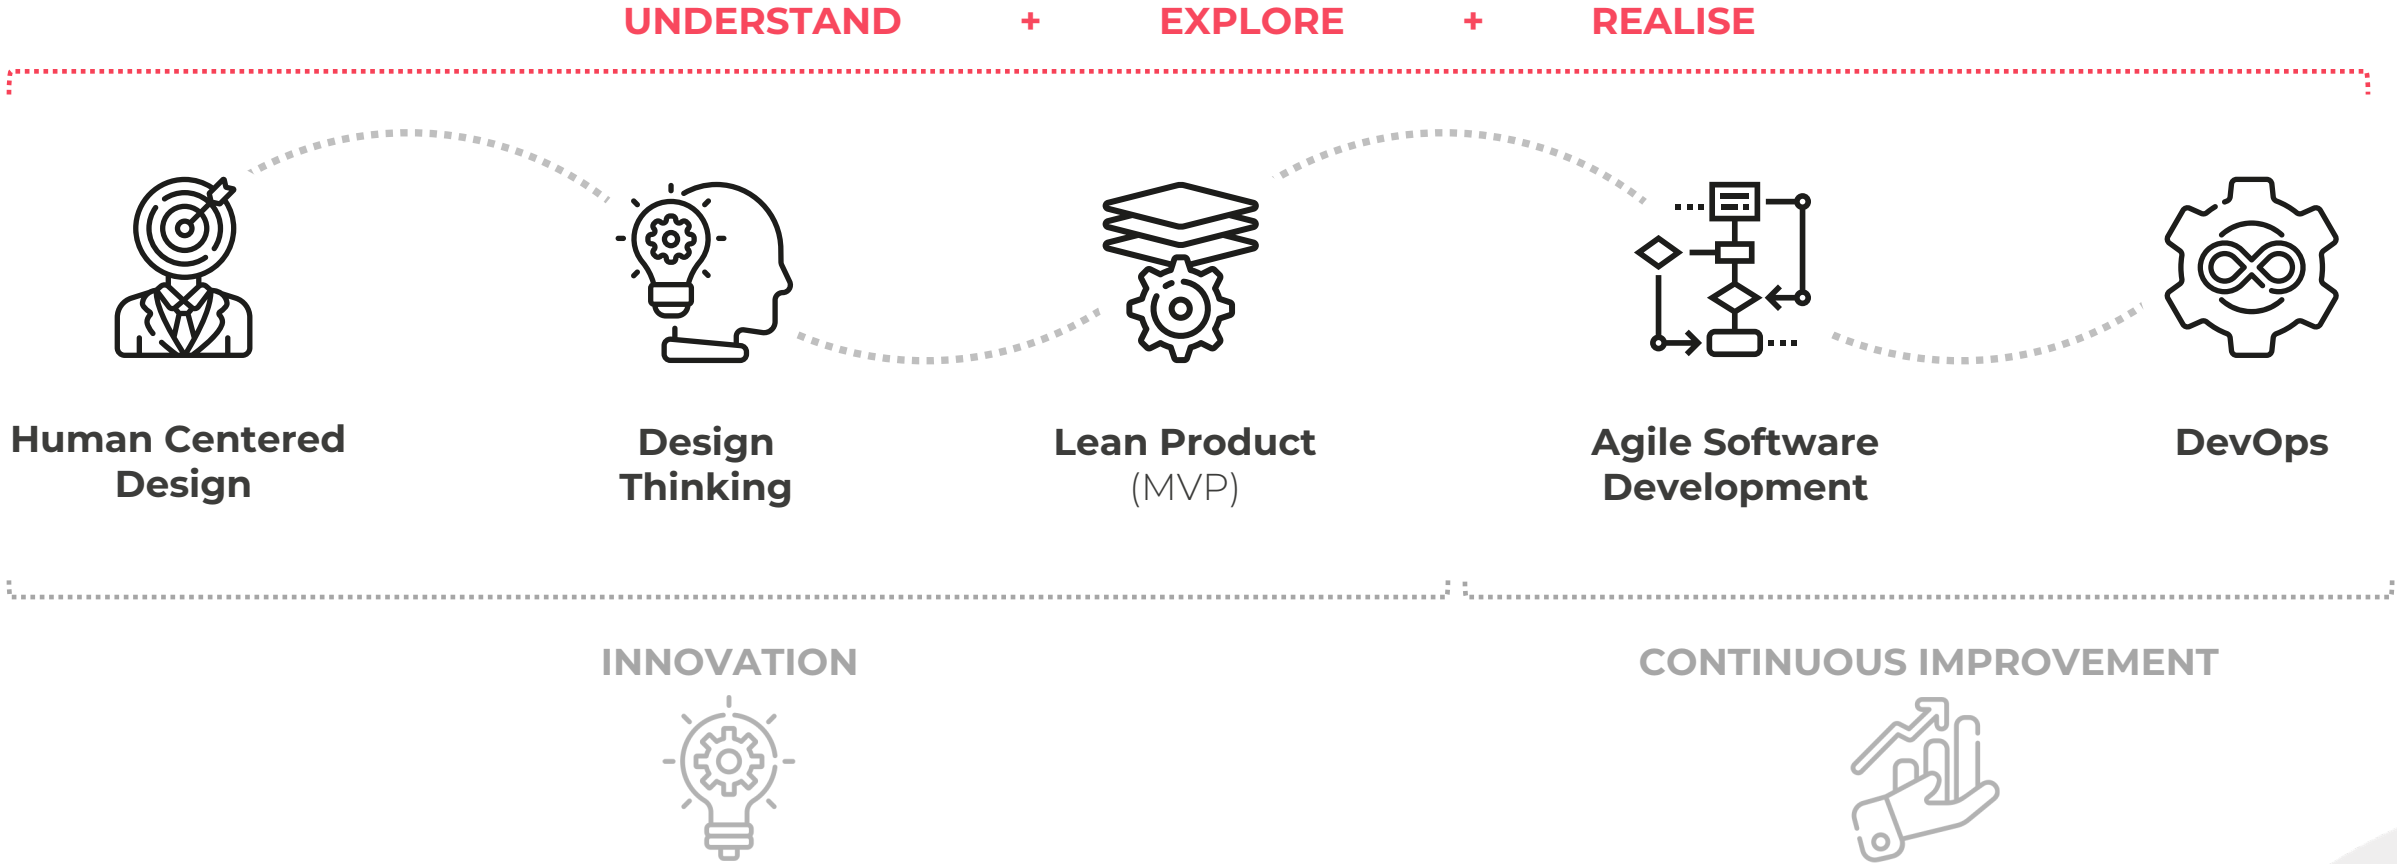 UNDERSTAND + EXPLORE + REALISE
Human Centered
Design
Design
Thinking
Lean Product
(MVP)
Agile Software
Development
DevOps
INNOVATION
CONTINUOUS IMPROVEMENT